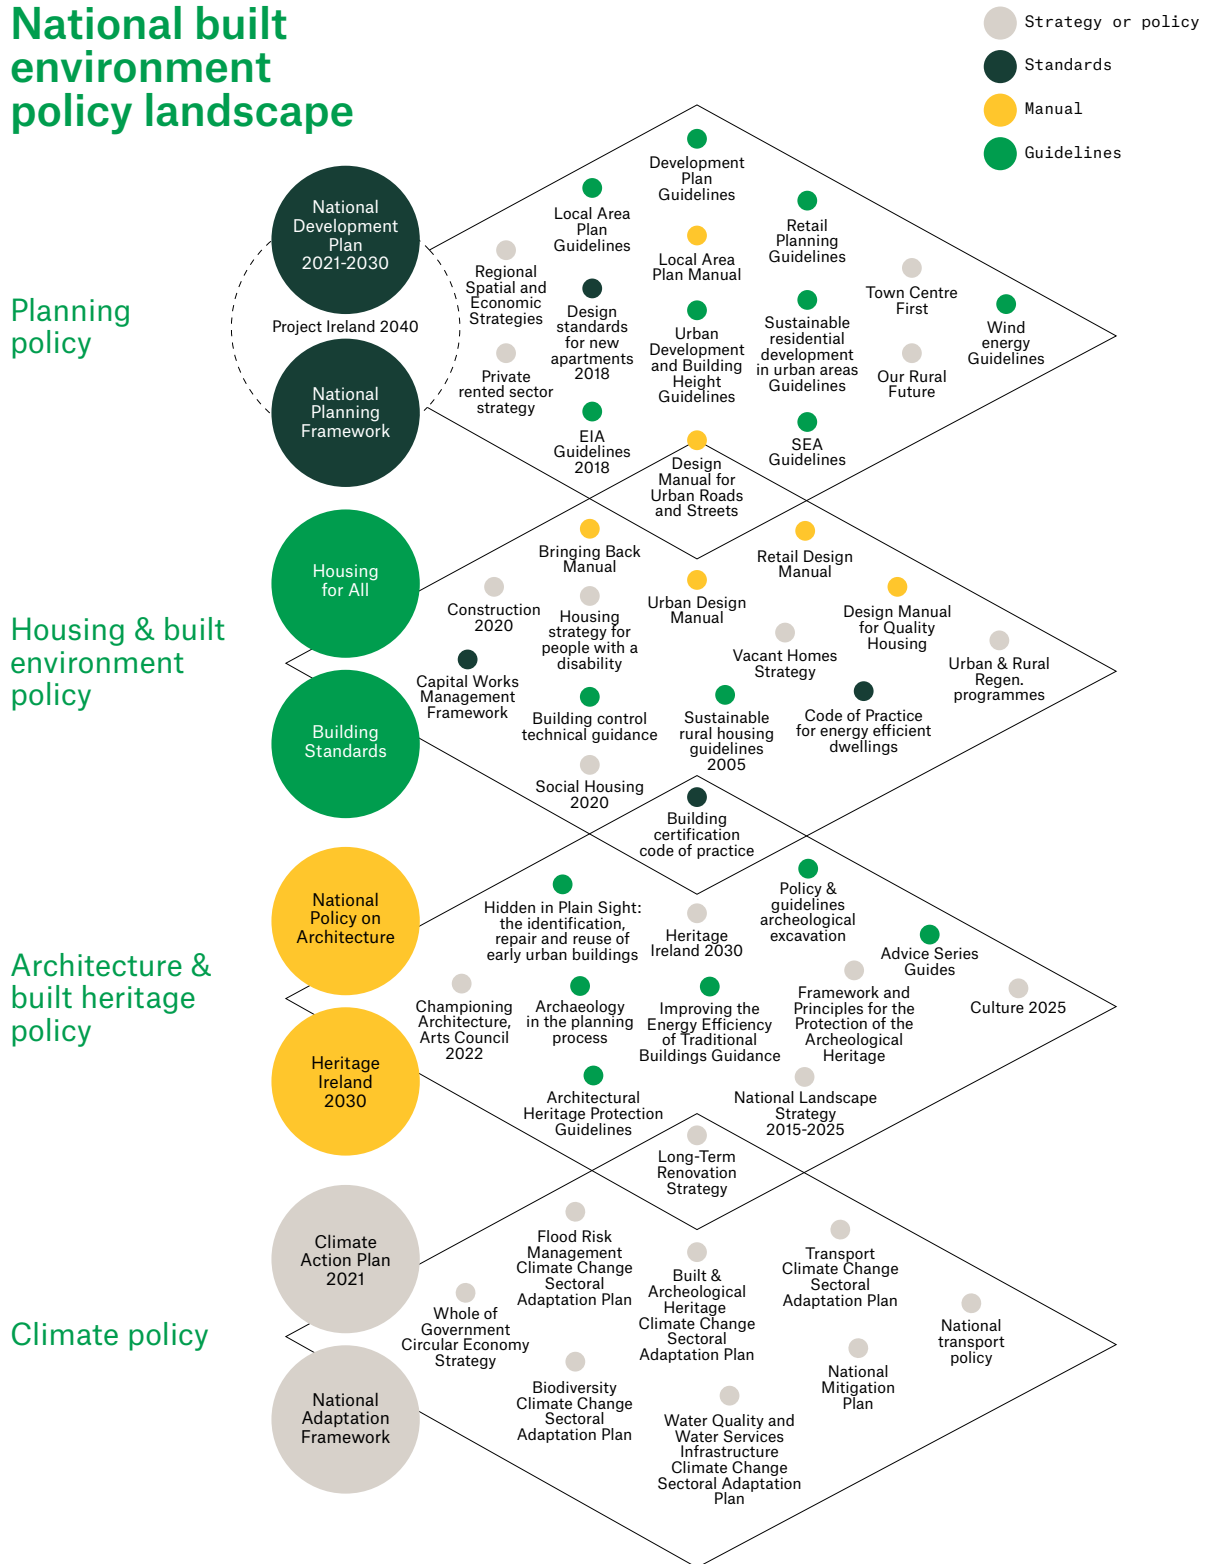 National built
environment
policy landscape
Strategy or policy
Standards
Manual
Guidelines
Planning
policy
National
Development
Plan
2021-2030
Project Ireland 2040
National
Planning
Framework
Development
Plan
Guidelines
Local Area
Plan
Guidelines
Retail
Planning
Guidelines
Local Area
Plan Manual
Regional
Spatial and
Economic
Strategies
Town Centre
First
Design
standards
for new
apartments
2018
Urban
Development
and Building
Height
Guidelines
Sustainable
residential
development
in urban areas
Guidelines
Wind
energy
Guidelines
Private
rented sector
strategy
Our Rural
Future
EIA
Guidelines
2018
SEA
Guidelines
Design
Manual for
Urban Roads
and Streets
Housing & built
environment
policy
Housing
for All
Building
Standards
Bringing Back
Manual
Retail Design
Manual
Construction
2020
Housing
strategy for
people with a
disability
Urban Design
Manual
Design Manual
for Quality
Housing
Vacant Homes
Strategy
Urban & Rural
Regen.
programmes
Capital Works
Management
Framework
Building control
technical guidance
Sustainable
rural housing
guidelines
2005
Code of Practice
for energy efficient
dwellings
Social Housing
2020
Building
certification
code of practice
Architecture &
built heritage
policy
National
Policy on
Architecture
Heritage
Ireland
2030
Hidden in Plain Sight:
the identification,
repair and reuse of
early urban buildings
Heritage
Ireland 2030
Policy &
guidelines
archeological
excavation
Advice Series
Guides
Championing
Architecture,
Arts Council
2022
Archaeology
in the planning
process
Improving the
Energy Efficiency
of Traditional
Buildings Guidance
Framework and
Principles for the
Protection of the
Archeological
Heritage
Culture 2025
Architectural
Heritage Protection
Guidelines
National Landscape
Strategy
2015-2025
Long-Term
Renovation
Strategy
Climate policy
Climate
Action Plan
2021
National
Adaptation
Framework
Flood Risk
Management
Climate Change
Sectoral
Adaptation Plan
Built &
Archeological
Heritage
Climate Change
Sectoral
Adaptation Plan
Transport
Climate Change
Sectoral
Adaptation Plan
Whole of
Government
Circular Economy
Strategy
National
transport
policy
Biodiversity
Climate Change
Sectoral
Adaptation Plan
National
Mitigation
Plan
Water Quality and
Water Services
Infrastructure
Climate Change
Sectoral Adaptation
Plan